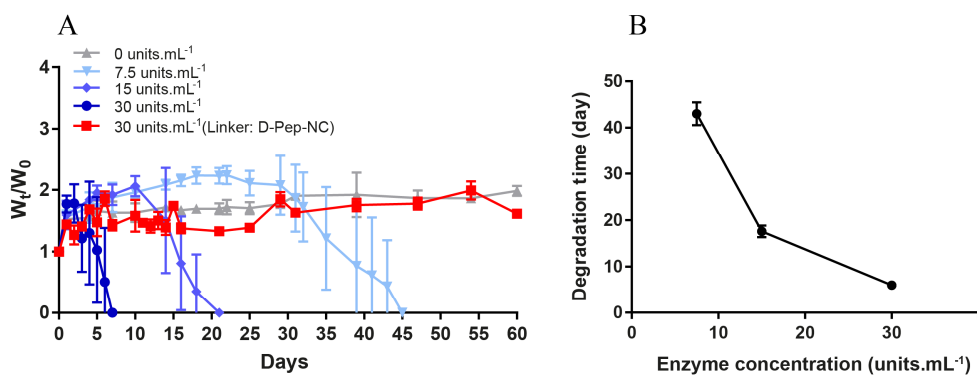 A
0 units.mL⁻¹
7.5 units.mL⁻¹
15 units.mL⁻¹
30 units.mL⁻¹
30 units.mL⁻¹(Linker: D-Pep-NC)
Wt/W0
4
3
2
1
0
0 5 10 15 20 25 30 35 40 45 50 55 60
Days
B
Degradation time (day)
50
40
30
20
10
0
0 10 20 30
Enzyme concentration (units.mL⁻¹)